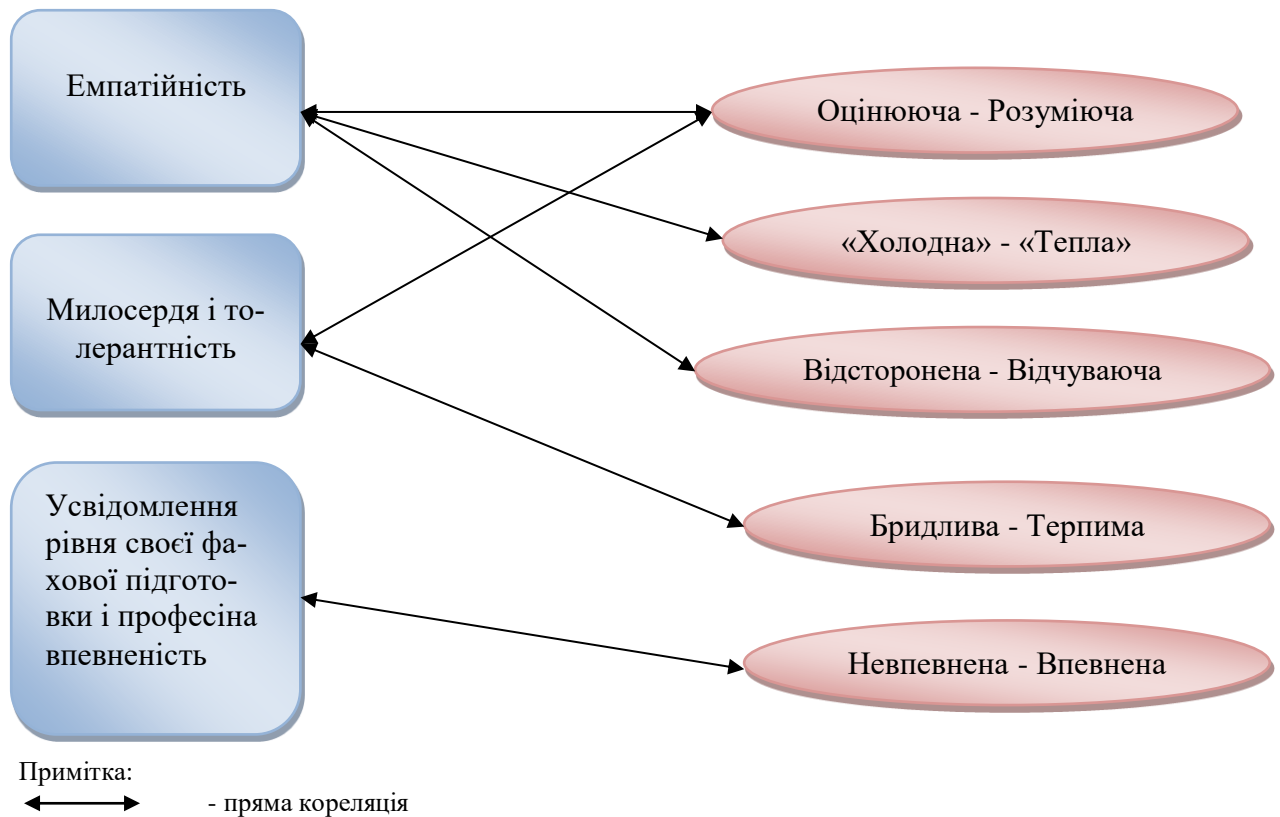 Емпатійність
Оцінююча - Розуміюча
«Холодна» - «Тепла»
Милосердя і то-
лерантність
Відсторонена - Відчуваюча
Усвідомлення
рівня своєї фа-
хової підгото-
вки і професіна
впевненість
Бридлива - Терпима
Невпевнена - Впевнена
Примітка:
- пряма кореляція